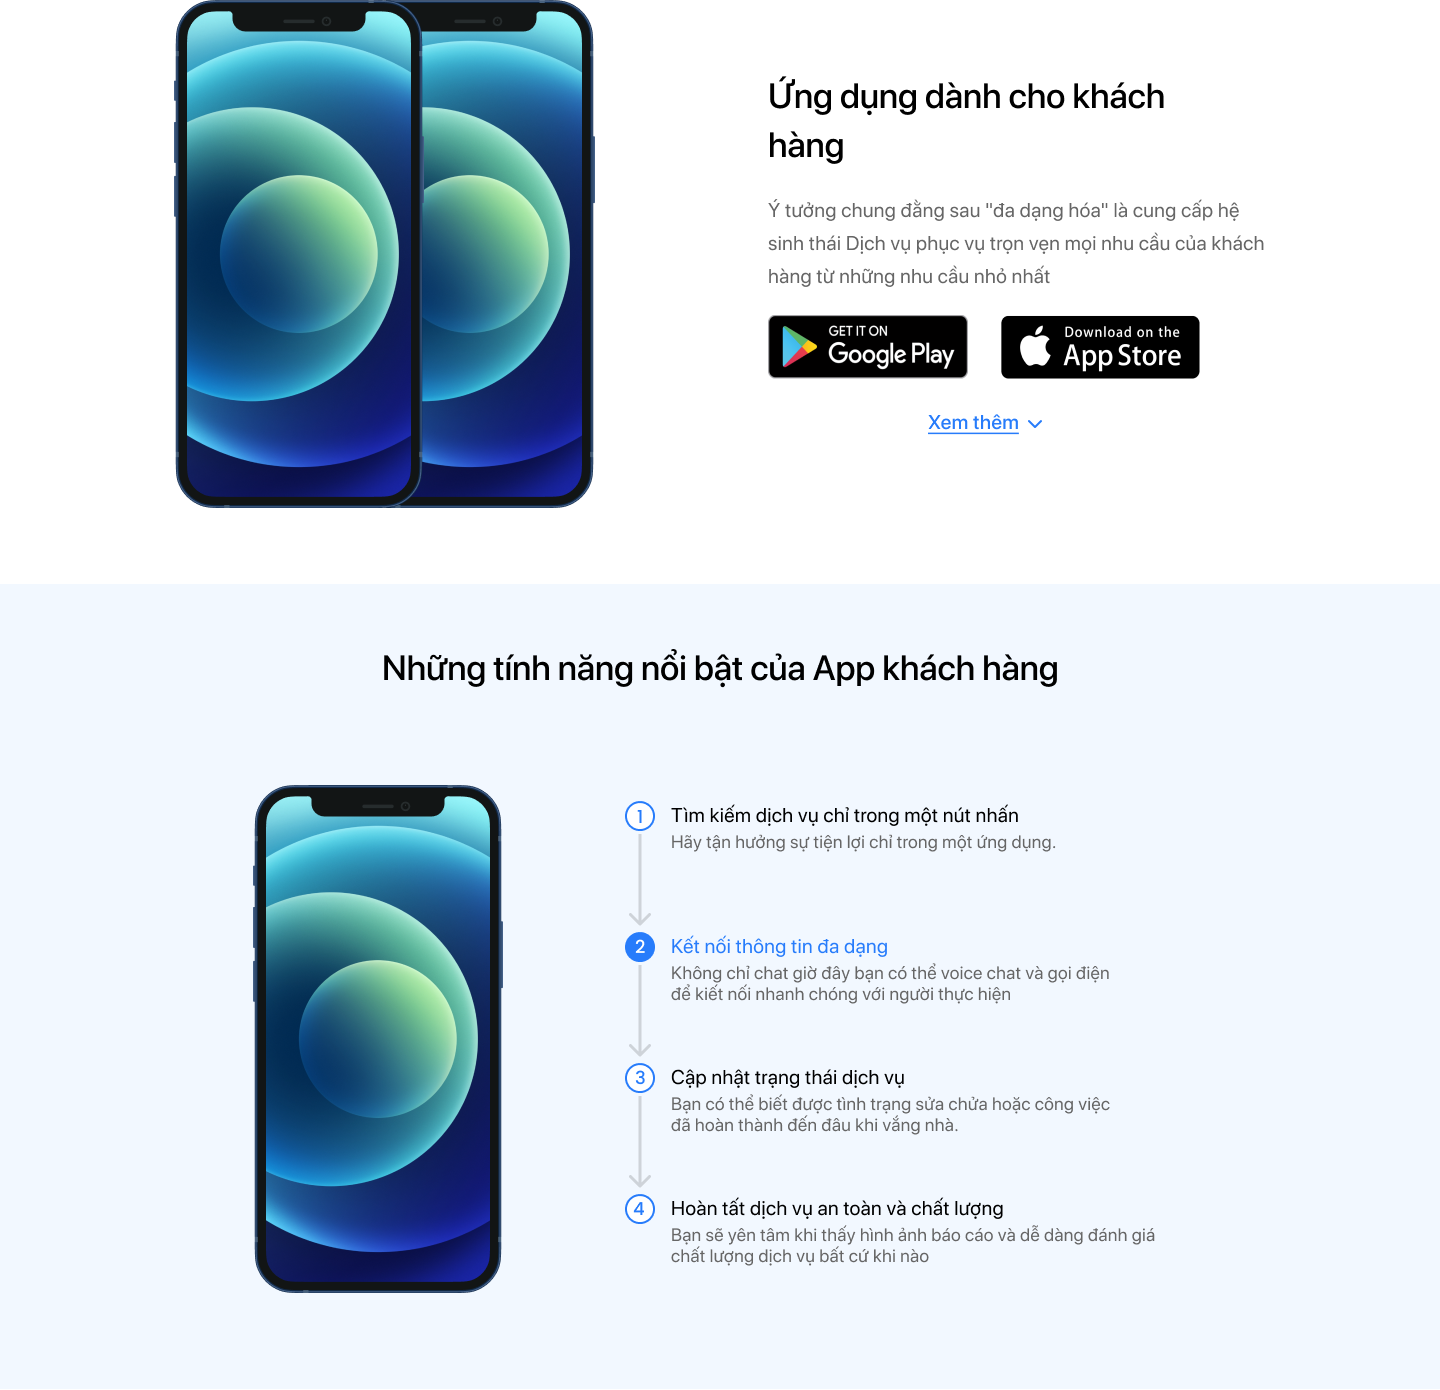 Ứng dụng dành cho khách
hàng
Ý tưởng chung đằng sau "đa dạng hóa" là cung cấp hệ
sinh thái Dịch vụ phục vụ trọn vẹn mọi nhu cầu của khách
hàng từ những nhu cầu nhỏ nhất
GET IT ON
Google Play
Download on the
App Store
Xem thêm
Những tính năng nổi bật của App khách hàng
1 Tìm kiếm dịch vụ chỉ trong một nút nhấn
Hãy tận hưởng sự tiện lợi chỉ trong một ứng dụng.
2 Kết nối thông tin đa dạng
Không chỉ chat giờ đây bạn có thể voice chat và gọi điện
để kiết nối nhanh chóng với người thực hiện
3 Cập nhật trạng thái dịch vụ
Bạn có thể biết được tình trạng sửa chửa hoặc công việc
đã hoàn thành đến đâu khi vắng nhà.
4 Hoàn tất dịch vụ an toàn và chất lượng
Bạn sẽ yên tâm khi thấy hình ảnh báo cáo và dễ dàng đánh giá
chất lượng dịch vụ bất cứ khi nào